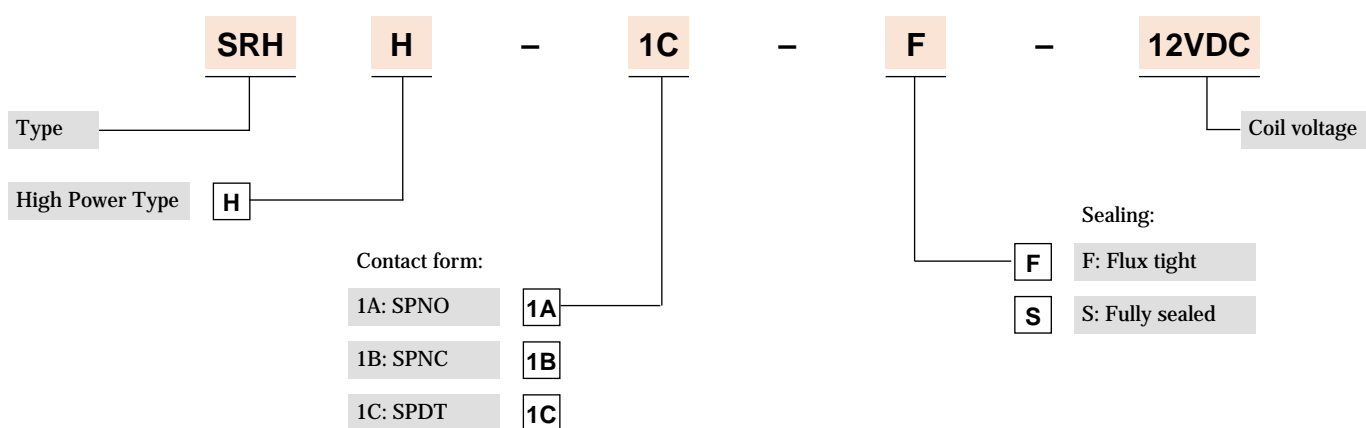 SRH H – 1C – F – 12VDC
Type
Coil voltage
High Power Type H
Sealing:
F F: Flux tight
S S: Fully sealed
Contact form:
1A: SPNO 1A
1B: SPNC 1B
1C: SPDT 1C